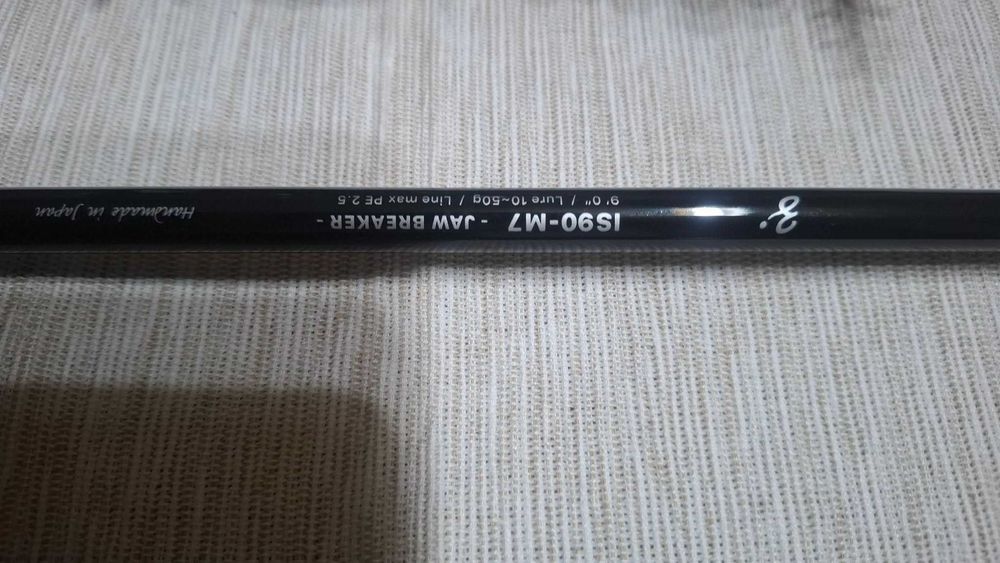 IS90-M7 - JAW BREAKER -
9'0" / Lure 10~50g / Line max PE 2.5
Handmade in Japan